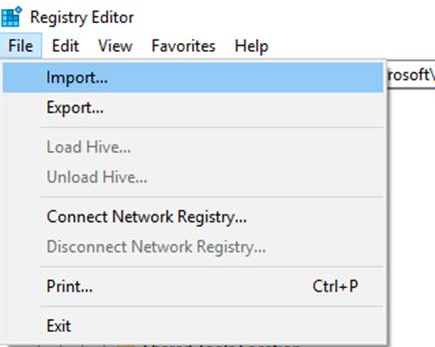 Registry Editor
File Edit View Favorites Help
Import...
rosoft\
Export...
Load Hive...
Unload Hive...
Connect Network Registry...
Disconnect Network Registry...
Print... Ctrl+P
Exit